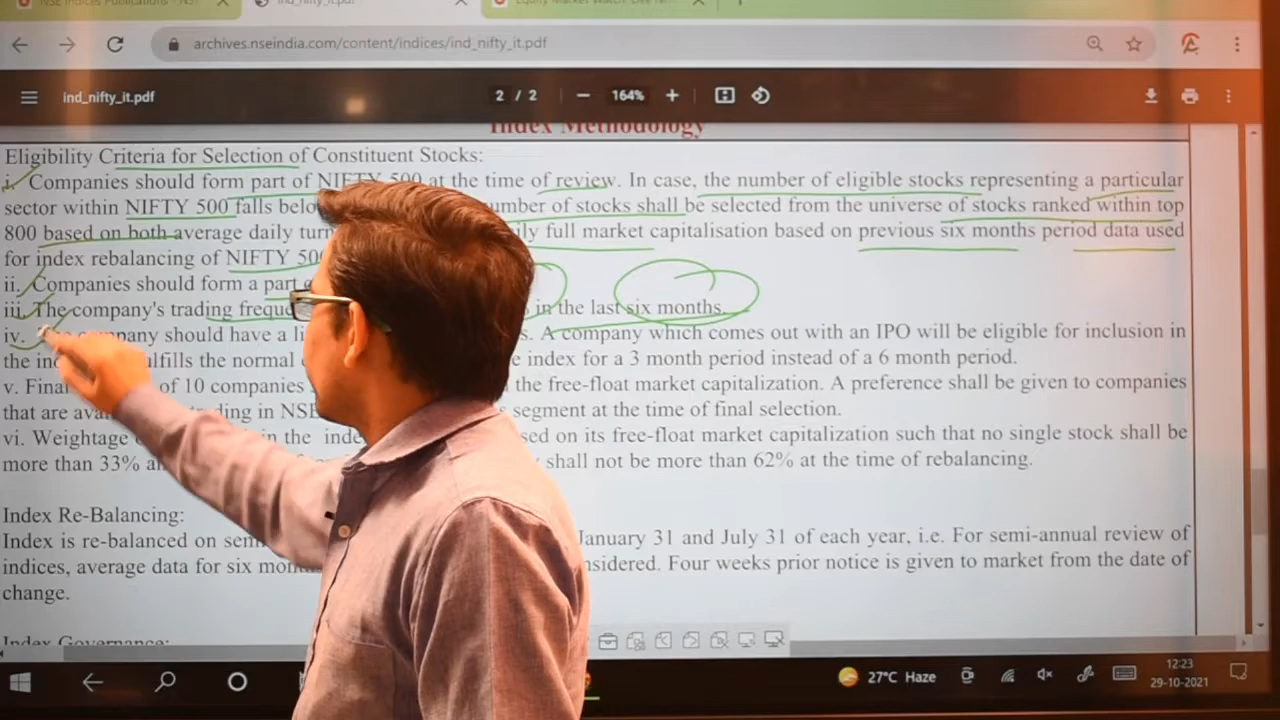 NSE Indices Publications - NS
ind_nifty_it.pdf
Equity Market Watch
archives.nseindia.com/content/indices/ind_nifty_it.pdf
ind_nifty_it.pdf 2 / 2 164%
Index Methodology
Eligibility Criteria for Selection of Constituent Stocks:
i. Companies should form part of NIFTY 500 at the time of review. In case, the number of eligible stocks representing a particular
sector within NIFTY 500 falls umber of stocks shall be selected from the universe of stocks ranked within top
800 based on both average daily ily full market capitalisation based on previous six months period data used
for index rebalancing of NIFTY
ii. Companies should form a part
iii. The company's trading in the last six months.
iv. company should have a s. A company which comes out with an IPO will be eligible for inclusion in
the fulfills the normal e index for a 3 month period instead of a 6 month period.
v. of 10 companies the free-float market capitalization. A preference shall be given to companies
that are ding in NSE segment at the time of final selection.
vi. Weightage in the sed on its free-float market capitalization such that no single stock shall be
more than 33% shall not be more than 62% at the time of rebalancing.
Index Re-Balancing:
Index is re-balanced on January 31 and July 31 of each year, i.e. For semi-annual review of
indices, average data for six nsidered. Four weeks prior notice is given to market from the date of
change.
Index Governance:
27°C Haze
12:23
29-10-2021